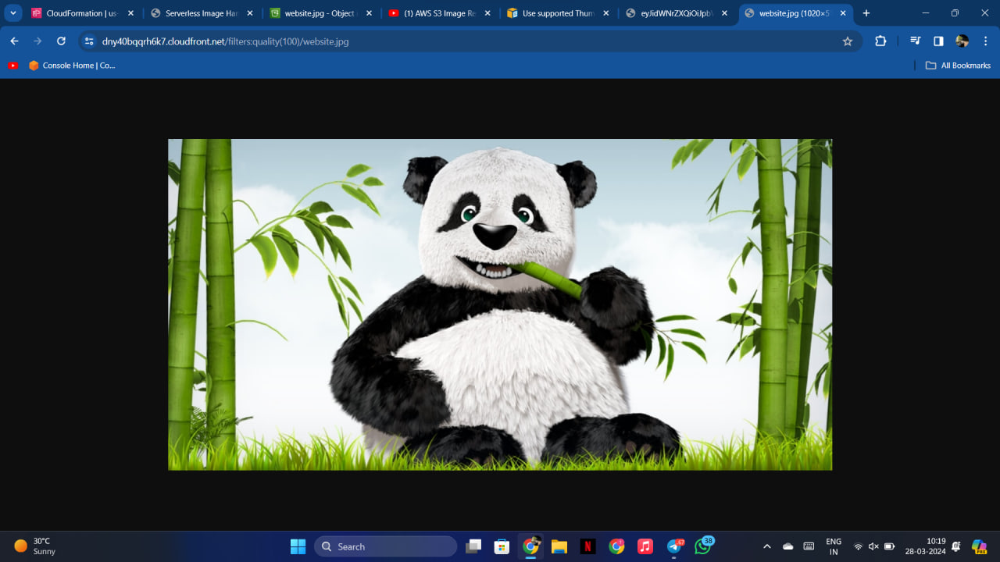 CloudFormation | us-
Serverless Image Han
website.jpg - Object
(1) AWS S3 Image Re
Use supported Thum
eyJidWNrZXQiOiJpbV
website.jpg (1020×5
dny40bqqrh6k7.cloudfront.net/filters:quality(100)/website.jpg
Console Home | Co...
All Bookmarks
30°C
Sunny
Search
67
38
ENG
IN
10:19
28-03-2024
PRE